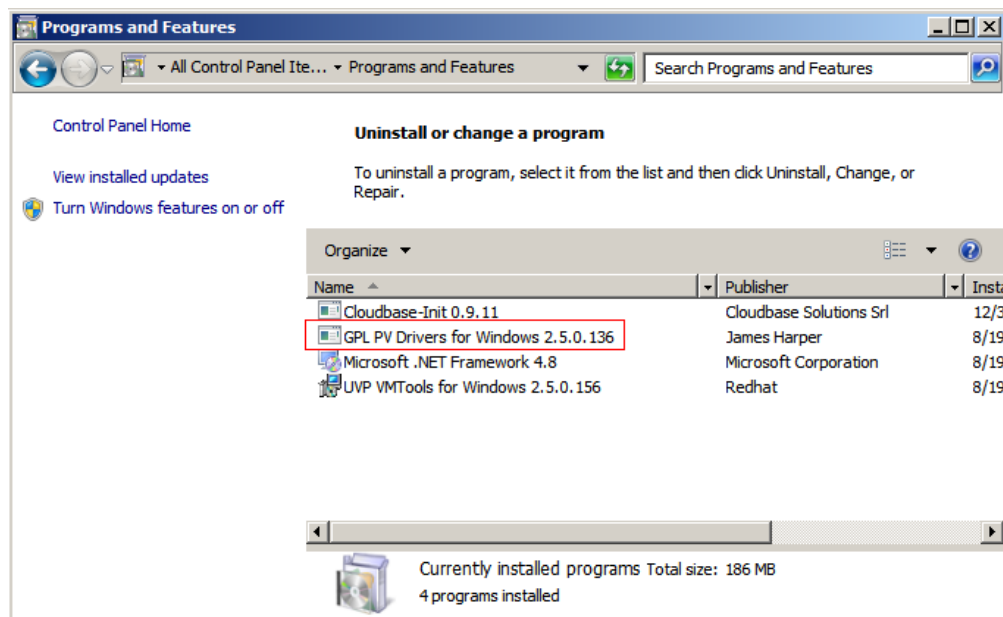 Programs and Features
All Control Panel Ite... Programs and Features
Search Programs and Features
Control Panel Home
View installed updates
Turn Windows features on or off
Uninstall or change a program
To uninstall a program, select it from the list and then click Uninstall, Change, or
Repair.
Organize
Name Publisher Insta
Cloudbase-Init 0.9.11 Cloudbase Solutions Srl 12/3
GPL PV Drivers for Windows 2.5.0.136 James Harper 8/19
Microsoft .NET Framework 4.8 Microsoft Corporation 8/19
UVP VMTools for Windows 2.5.0.156 Redhat 8/19
Currently installed programs Total size: 186 MB
4 programs installed